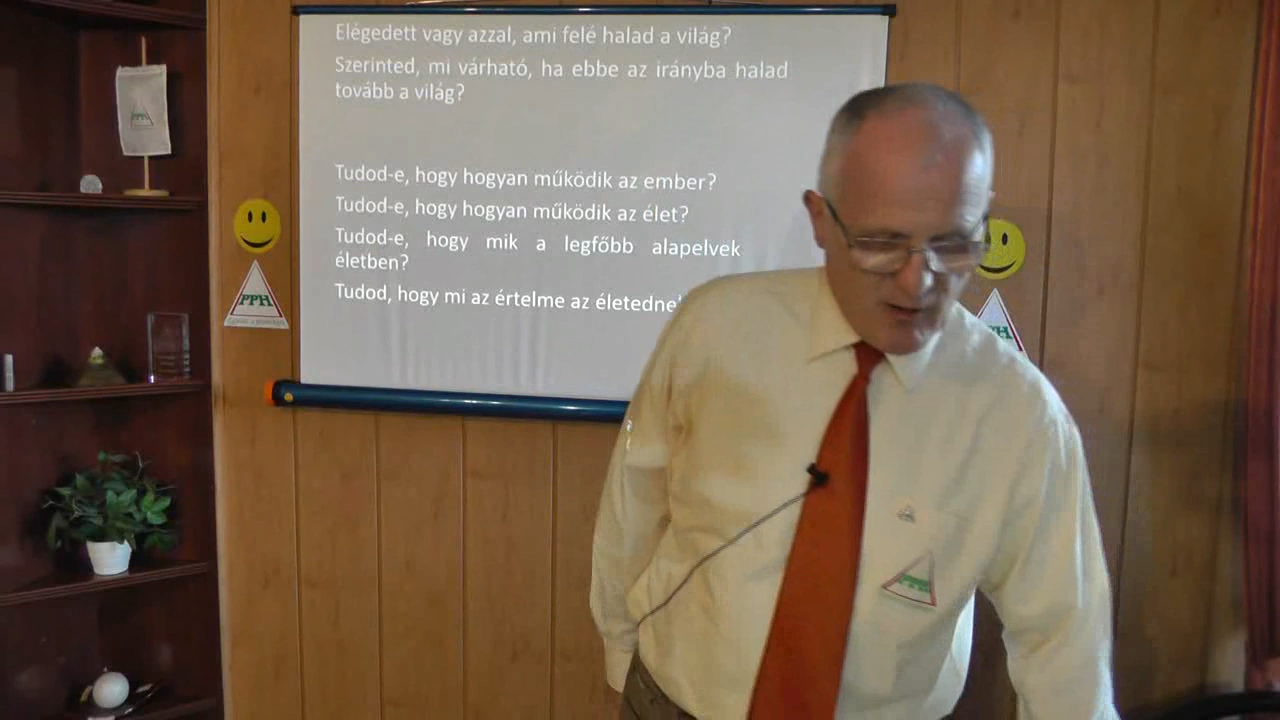 Elégedett vagy azzal, ami felé halad a világ?
Szerinted, mi várható, ha ebbe az irányba halad
tovább a világ?
Tudod-e, hogy hogyan működik az ember?
Tudod-e, hogy hogyan működik az élet?
Tudod-e, hogy mik a legfőbb alapelvek
életben?
Tudod, hogy mi az értelme az életedne
PPH
PPH